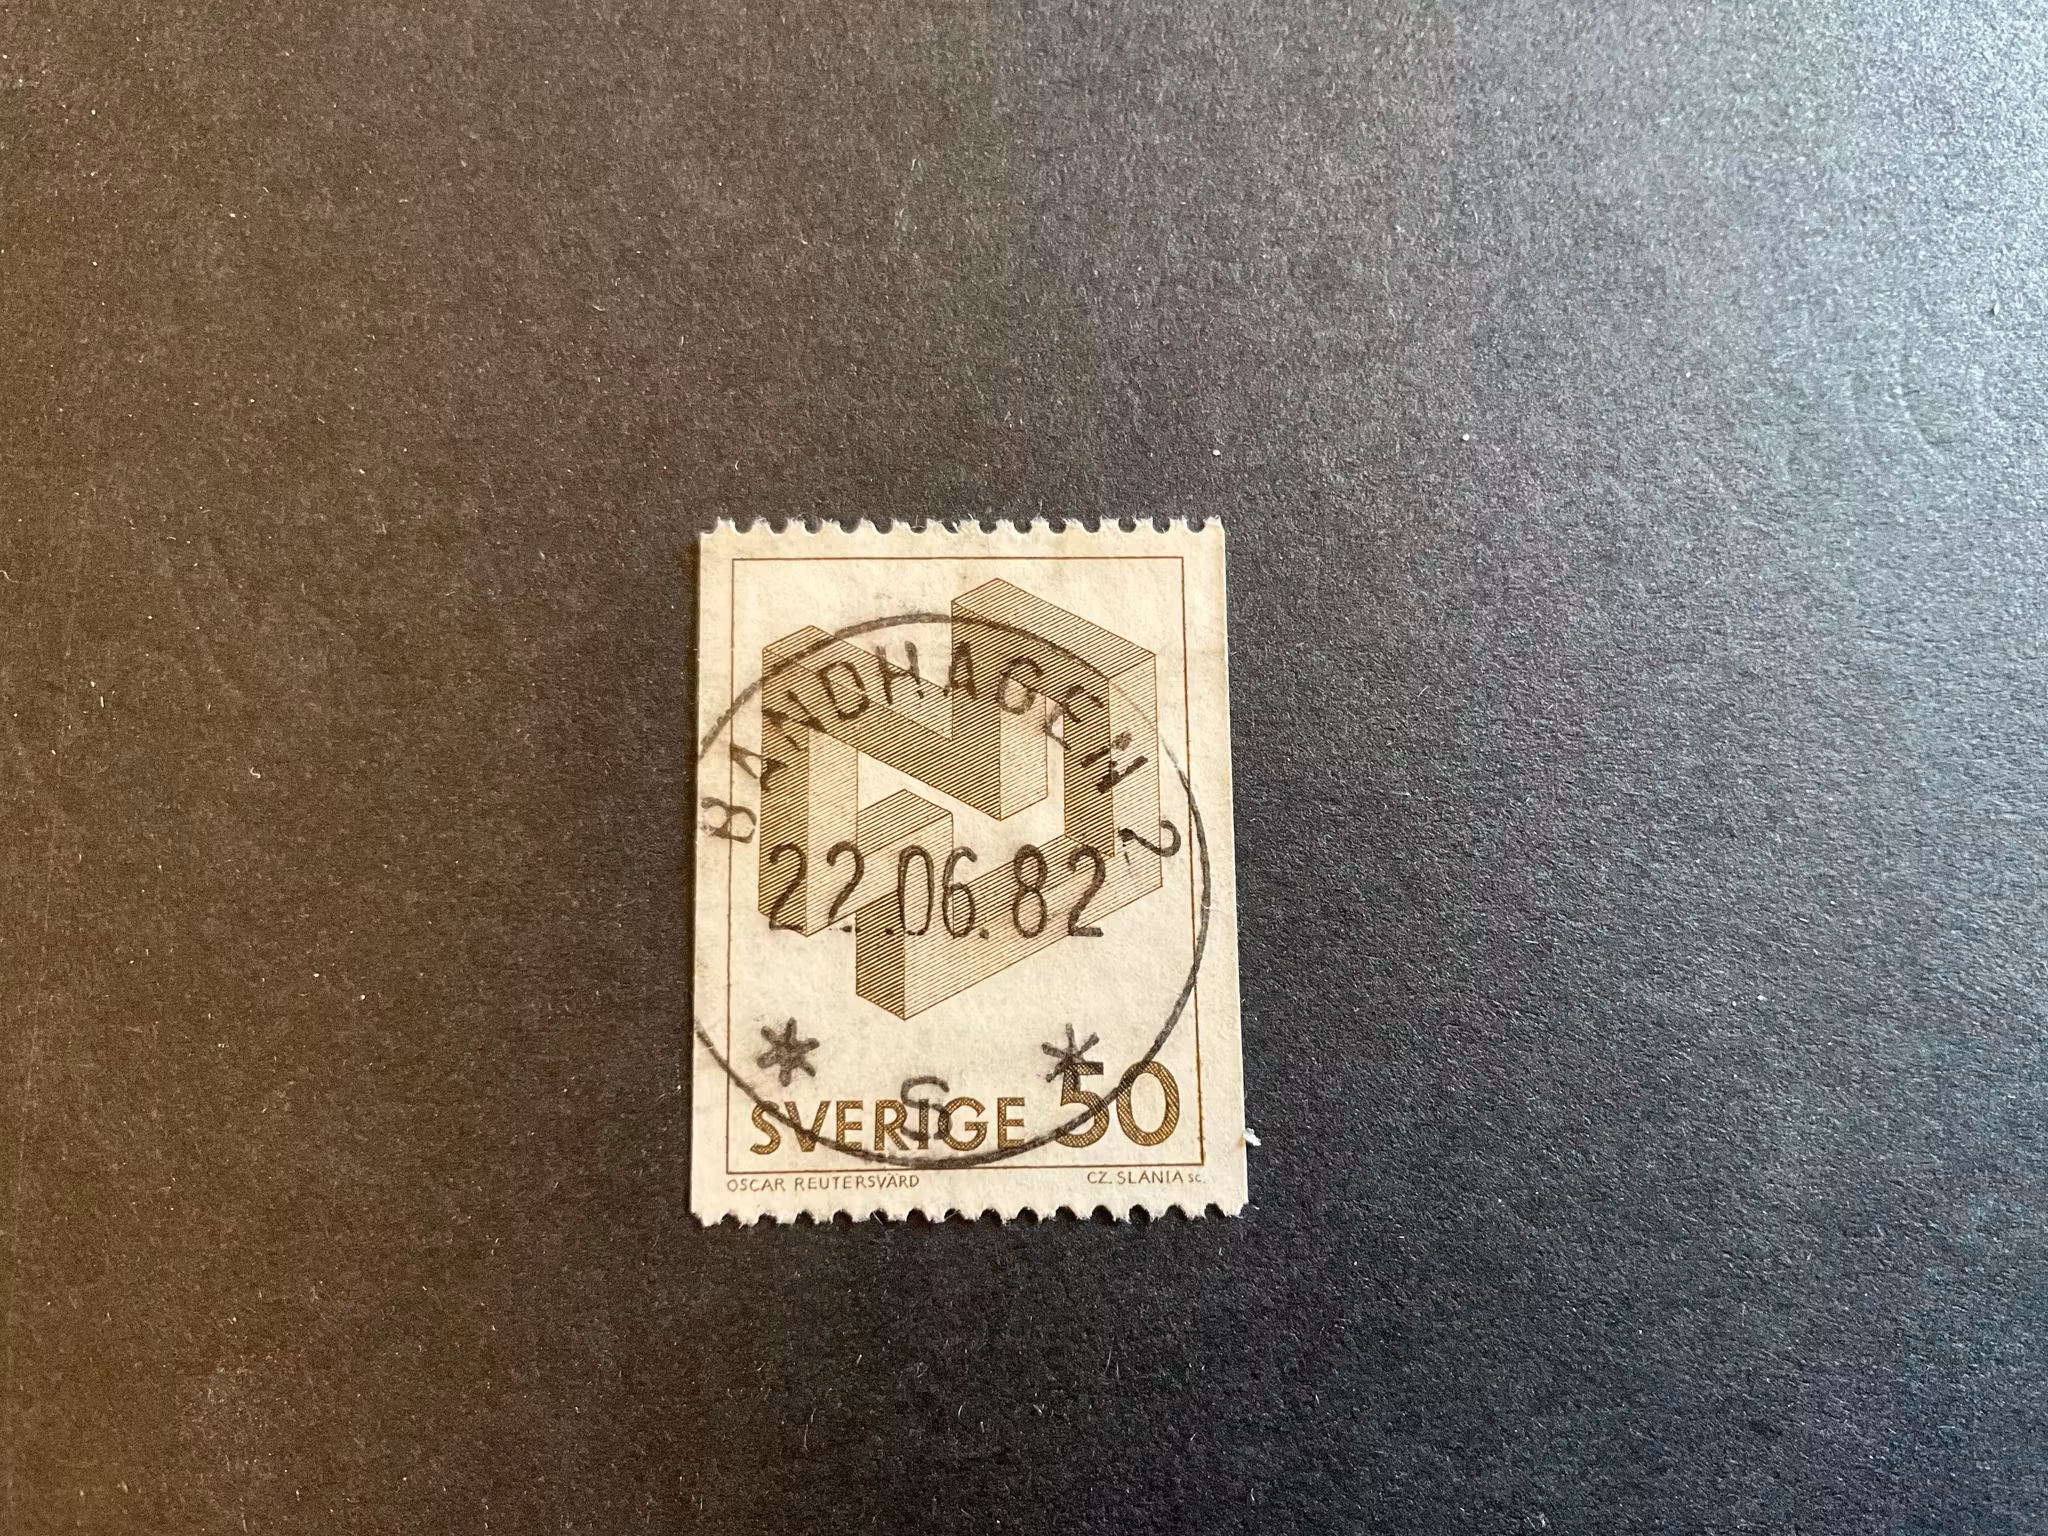 BANDHAGEN 2
22.06.82
* S *
SVERIGE 50
OSCAR REUTERSVÄRD
CZ. SLANIA sc.